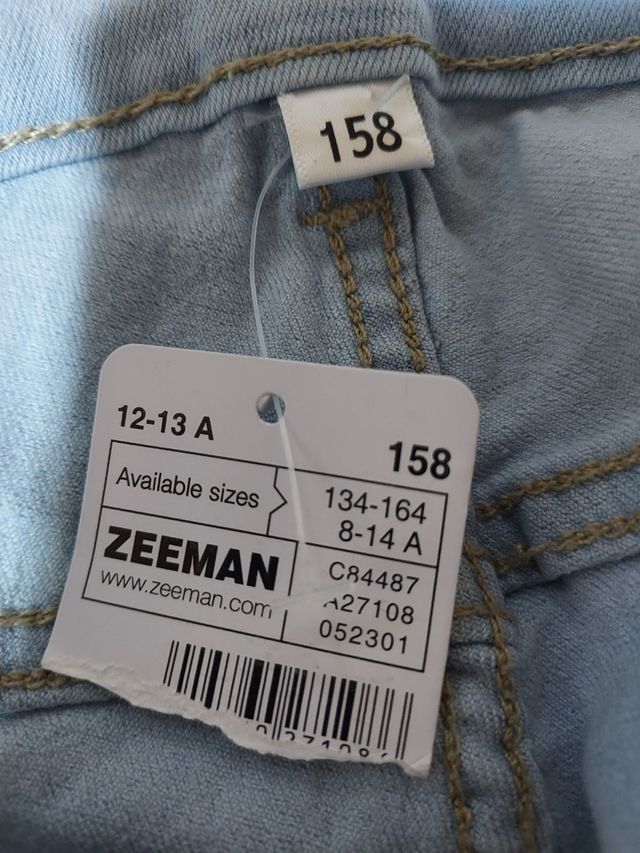 158
12-13 A
158
Available sizes
134-164
8-14 A
ZEEMAN
www.zeeman.com
C84487
A27108
052301